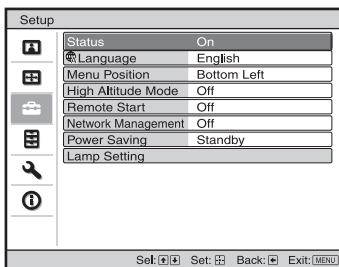 Setup
Status On
Language English
Menu Position Bottom Left
High Altitude Mode Off
Remote Start Off
Network Management Off
Power Saving Standby
Lamp Setting
Sel: Set: Back: Exit: MENU